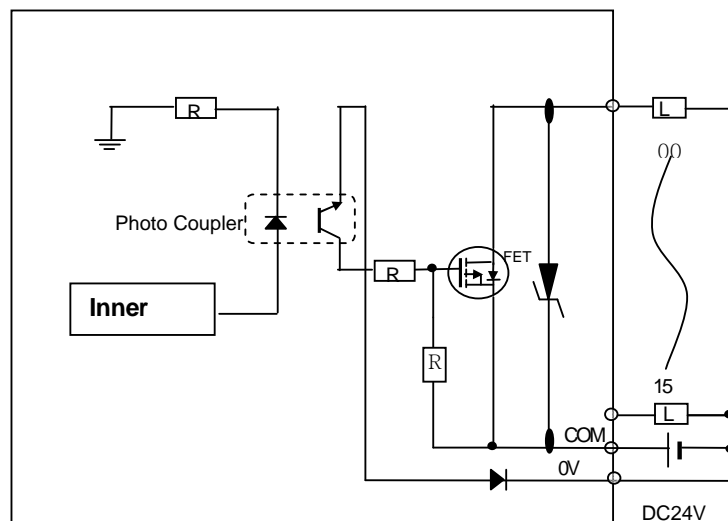 R
L
00
Photo Coupler
FET
R
Inner
R
15
L
COM
0V
DC24V